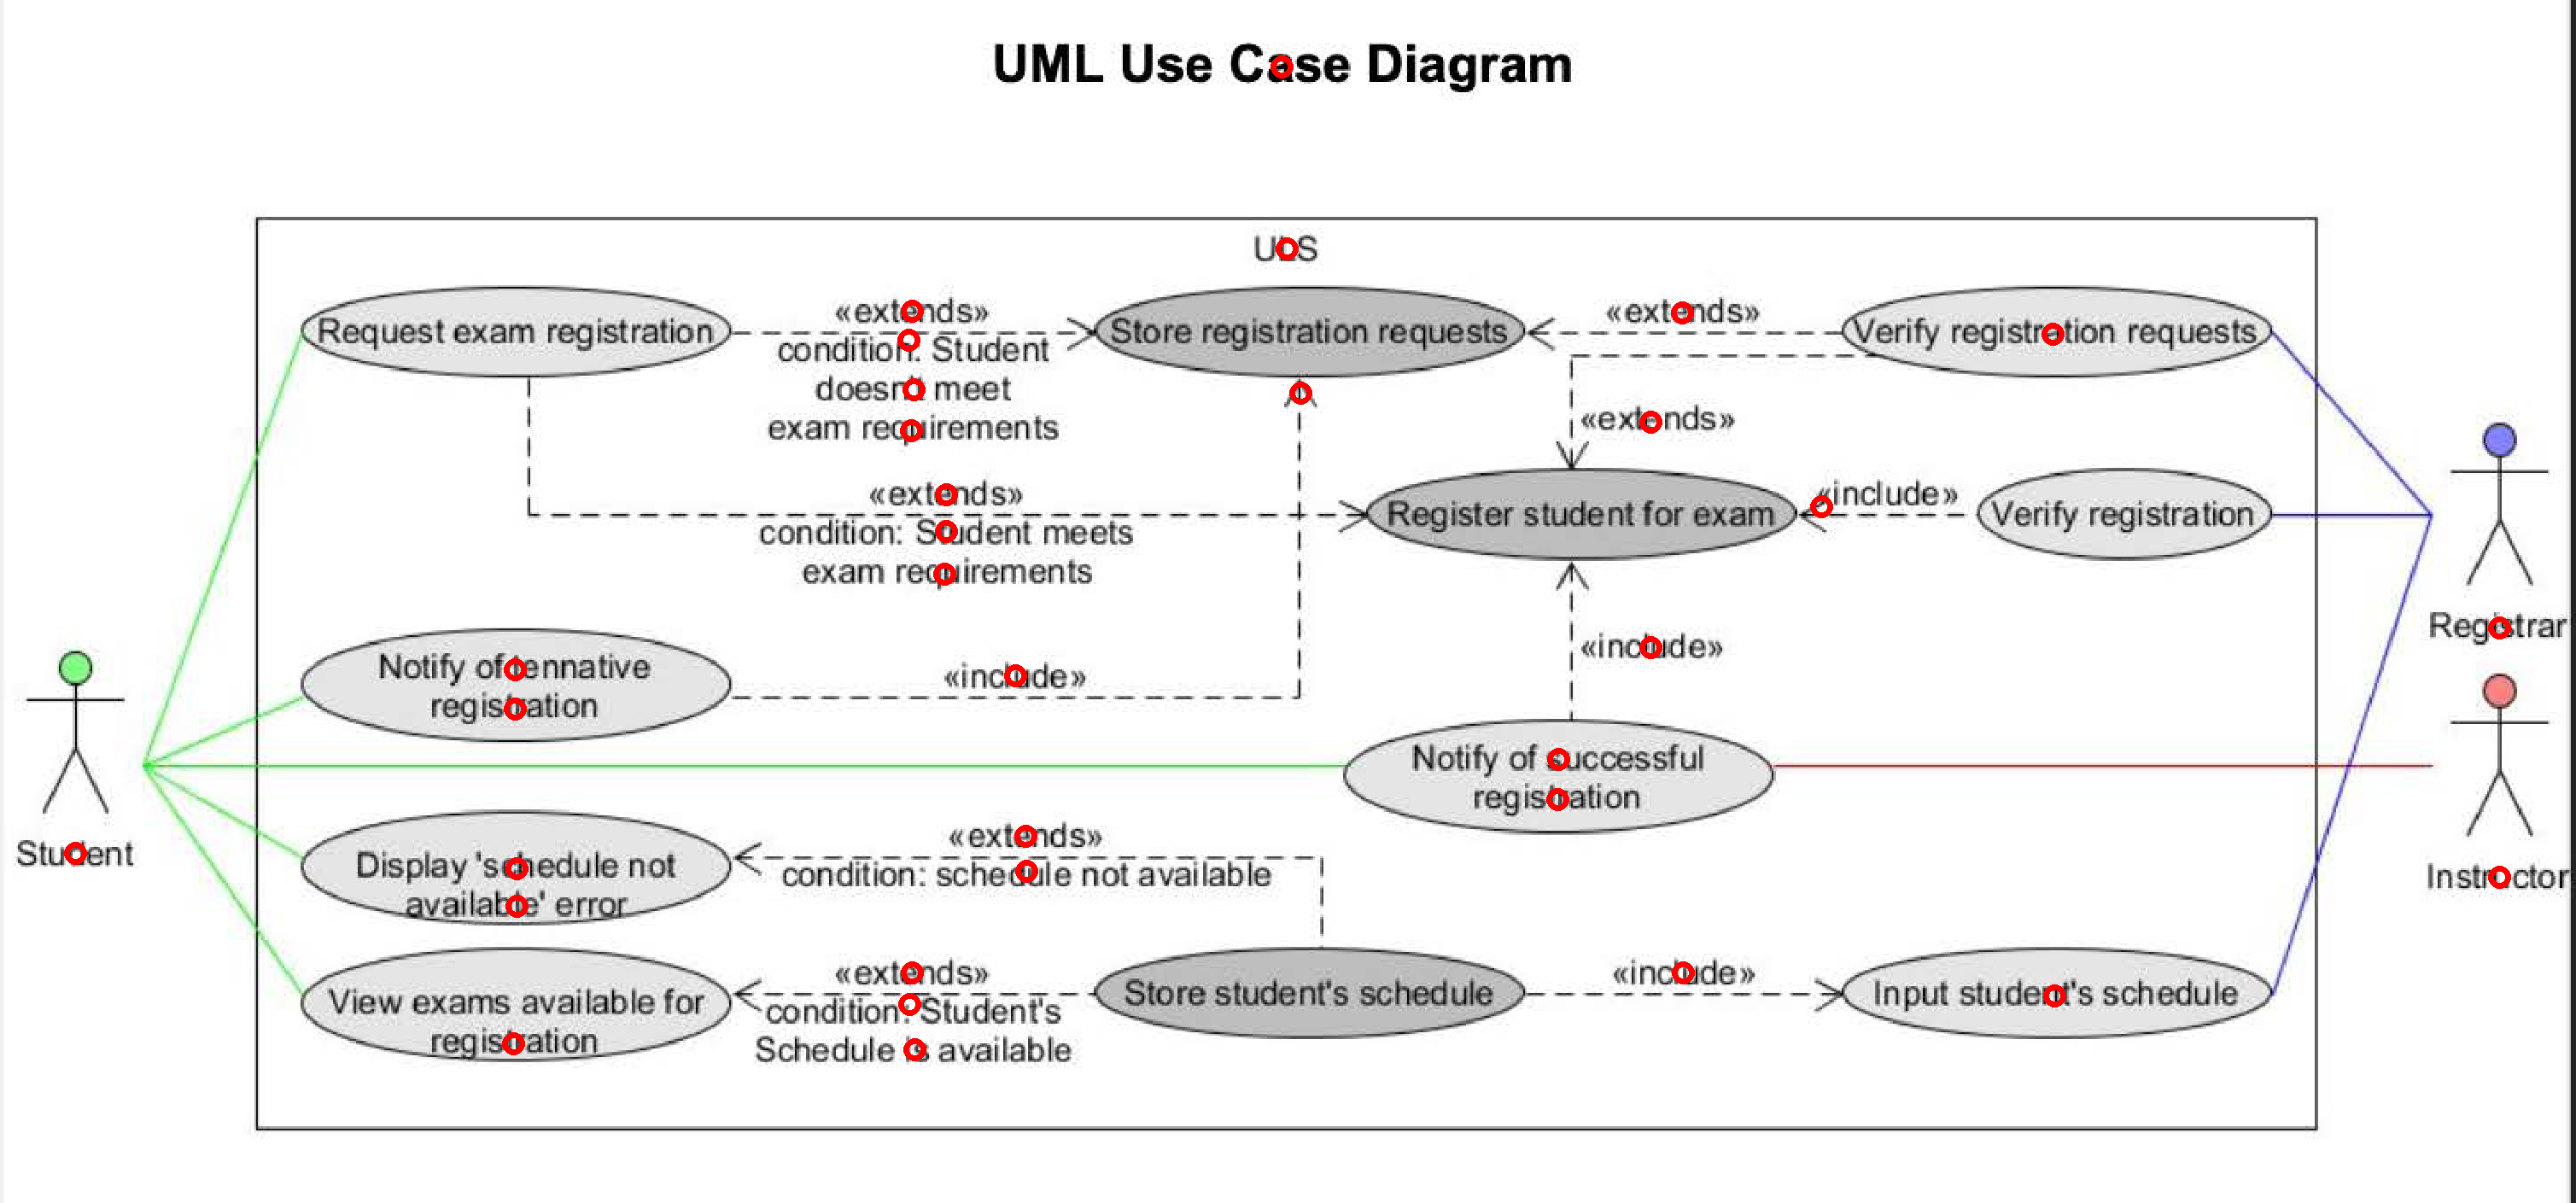 UML Use Case Diagram
ULS
Request exam registration
«extends»
condition: Student
doesn't meet
exam requirements
Store registration requests
«extends»
Verify registration requests
«extends»
«extends»
condition: Student meets
exam requirements
Register student for exam
«include»
Verify registration
Registrar
Notify of tennative
registration
«include»
«include»
Student
Notify of successful
registration
Instructor
Display 'schedule not
available' error
«extends»
condition: schedule not available
View exams available for
registration
«extends»
condition: Student's
Schedule is available
Store student's schedule
«include»
Input student's schedule